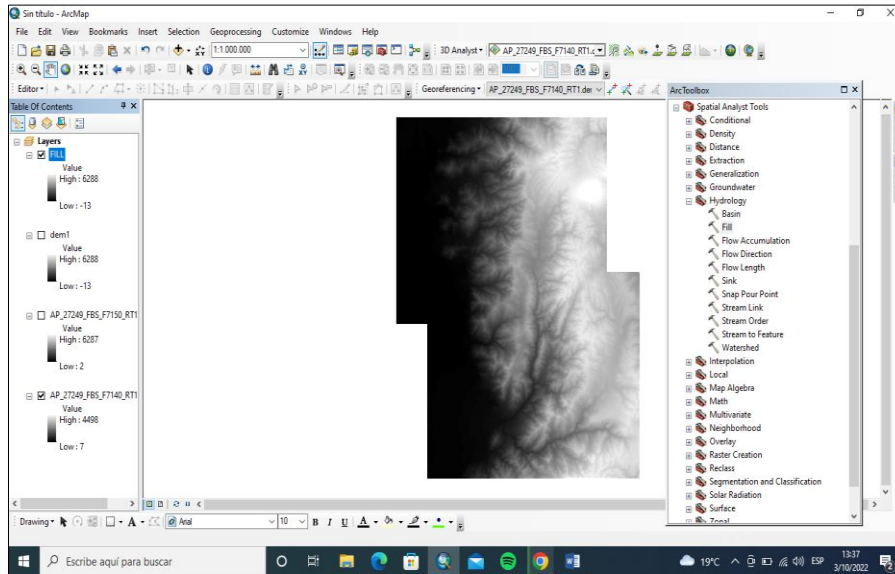 Sin título - ArcMap
File Edit View Bookmarks Insert Selection Geoprocessing Customize Windows Help
1:1.000.000
3D Analyst
AP_27249_FBS_F7140_RT1.c
Editor
Georeferencing
AP_27249_FBS_F7140_RT1.der
Table Of Contents
Layers
FILL
Value
High : 6288
Low : -13
dem1
Value
High : 6288
Low : -13
AP_27249_FBS_F7150_RT1
Value
High : 6287
Low : 2
AP_27249_FBS_F7140_RT1
Value
High : 4498
Low : 7
ArcToolbox
Spatial Analyst Tools
Conditional
Density
Distance
Extraction
Generalization
Groundwater
Hydrology
Basin
Fill
Flow Accumulation
Flow Direction
Flow Length
Sink
Snap Pour Point
Stream Link
Stream Order
Stream to Feature
Watershed
Interpolation
Local
Map Algebra
Math
Multivariate
Neighborhood
Overlay
Raster Creation
Reclass
Segmentation and Classification
Solar Radiation
Surface
Zonal
Drawing
A
Arial
10
B I U A
Escribe aquí para buscar
19°C
ESP
13:37
3/10/2022